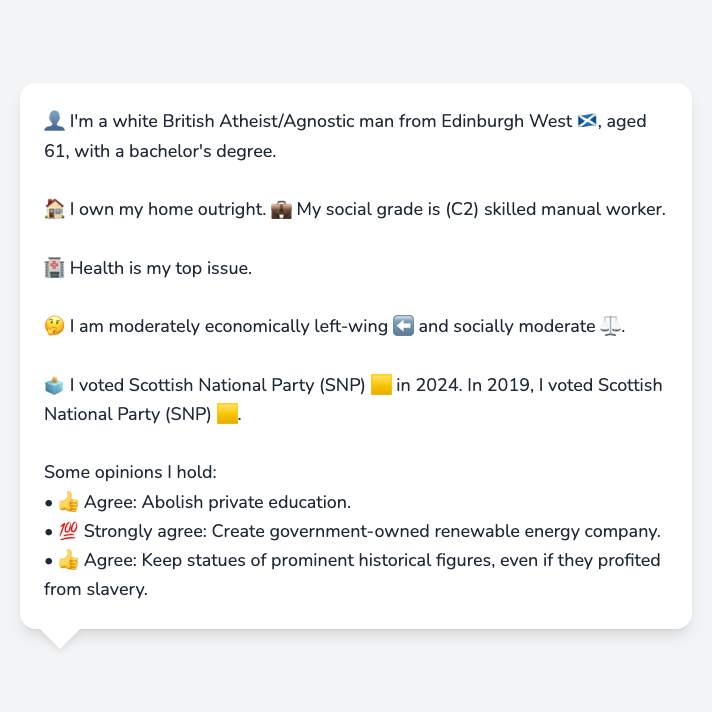 👤 I'm a white British Atheist/Agnostic man from Edinburgh West 🏴󠁧󠁢󠁳󠁣󠁴󠁿, aged
61, with a bachelor's degree.
🏠 I own my home outright. 💼 My social grade is (C2) skilled manual worker.
🏥 Health is my top issue.
🤔 I am moderately economically left-wing ⬅️ and socially moderate ⚖️.
🗳️ I voted Scottish National Party (SNP) 🟨 in 2024. In 2019, I voted Scottish
National Party (SNP) 🟨.
Some opinions I hold:
• 👍 Agree: Abolish private education.
• 💯 Strongly agree: Create government-owned renewable energy company.
• 👍 Agree: Keep statues of prominent historical figures, even if they profited
from slavery.